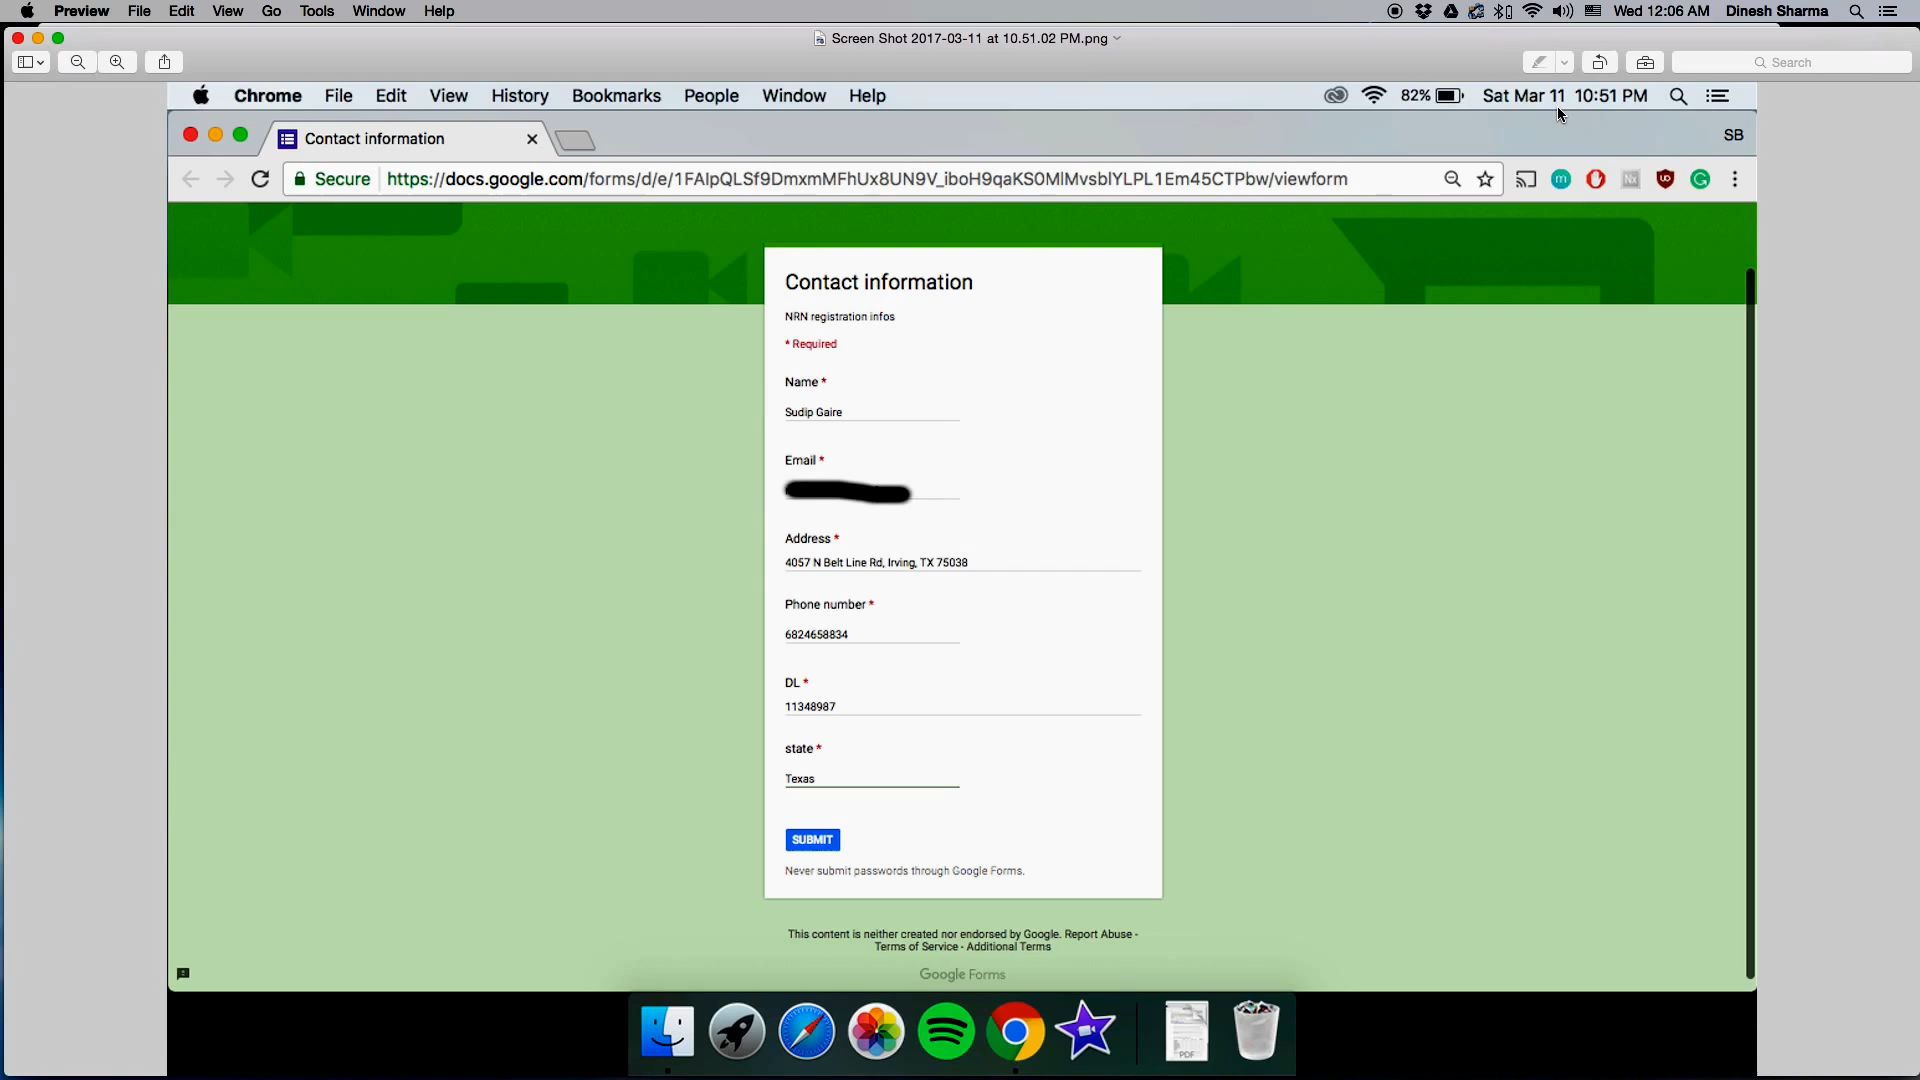 Preview File Edit View Go Tools Window Help Wed 12:06 AM Dinesh Sharma
Screen Shot 2017-03-11 at 10.51.02 PM.png
Search
Chrome File Edit View History Bookmarks People Window Help 82% Sat Mar 11 10:51 PM
Contact information SB
Secure https://docs.google.com/forms/d/e/1FAIpQLSf9DmxmMFhUx8UN9V_iboH9qaKS0MlMvsblYLPL1Em45CTPbw/viewform
Contact information
NRN registration infos
* Required
Name *
Sudip Gaire
Email *
Address *
4057 N Belt Line Rd, Irving, TX 75038
Phone number *
6824658834
DL *
11348987
state *
Texas
SUBMIT
Never submit passwords through Google Forms.
This content is neither created nor endorsed by Google. Report Abuse -
Terms of Service - Additional Terms
Google Forms
PDF